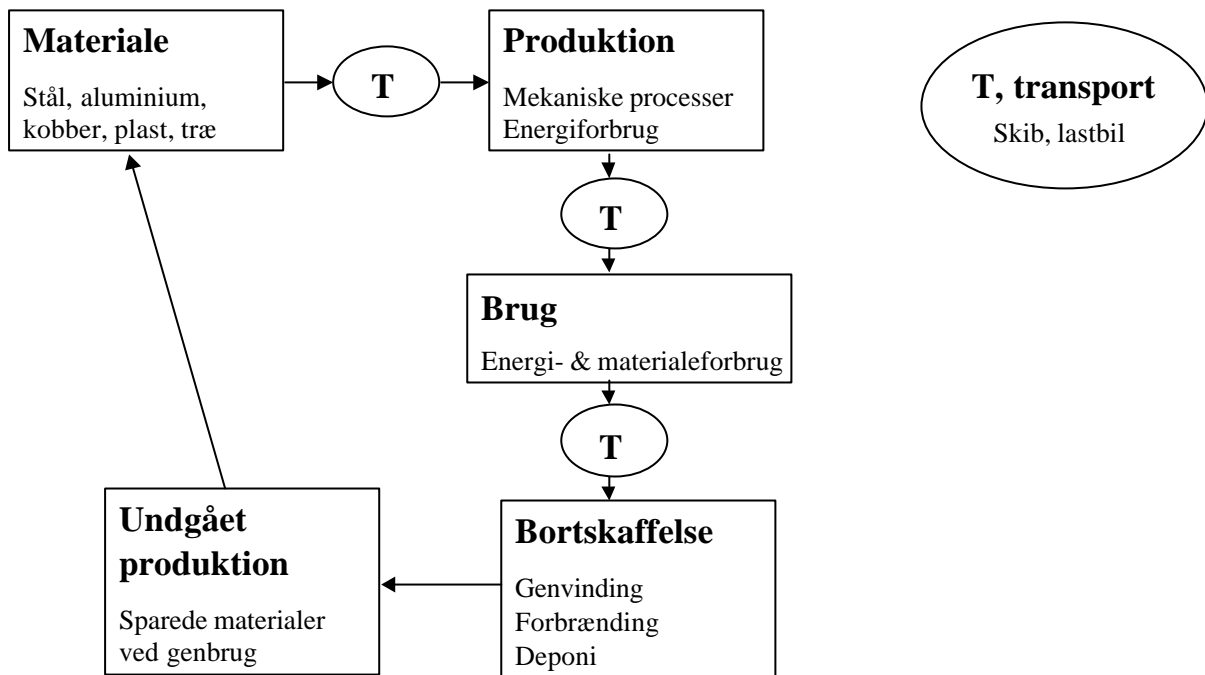 Materiale
Stål, aluminium,
kobber, plast, træ
T
Produktion
Mekaniske processer
Energiforbrug
T, transport
Skib, lastbil
T
Brug
Energi- & materialeforbrug
T
Bortskaffelse
Genvinding
Forbrænding
Deponi
Undgået
produktion
Sparede materialer
ved genbrug